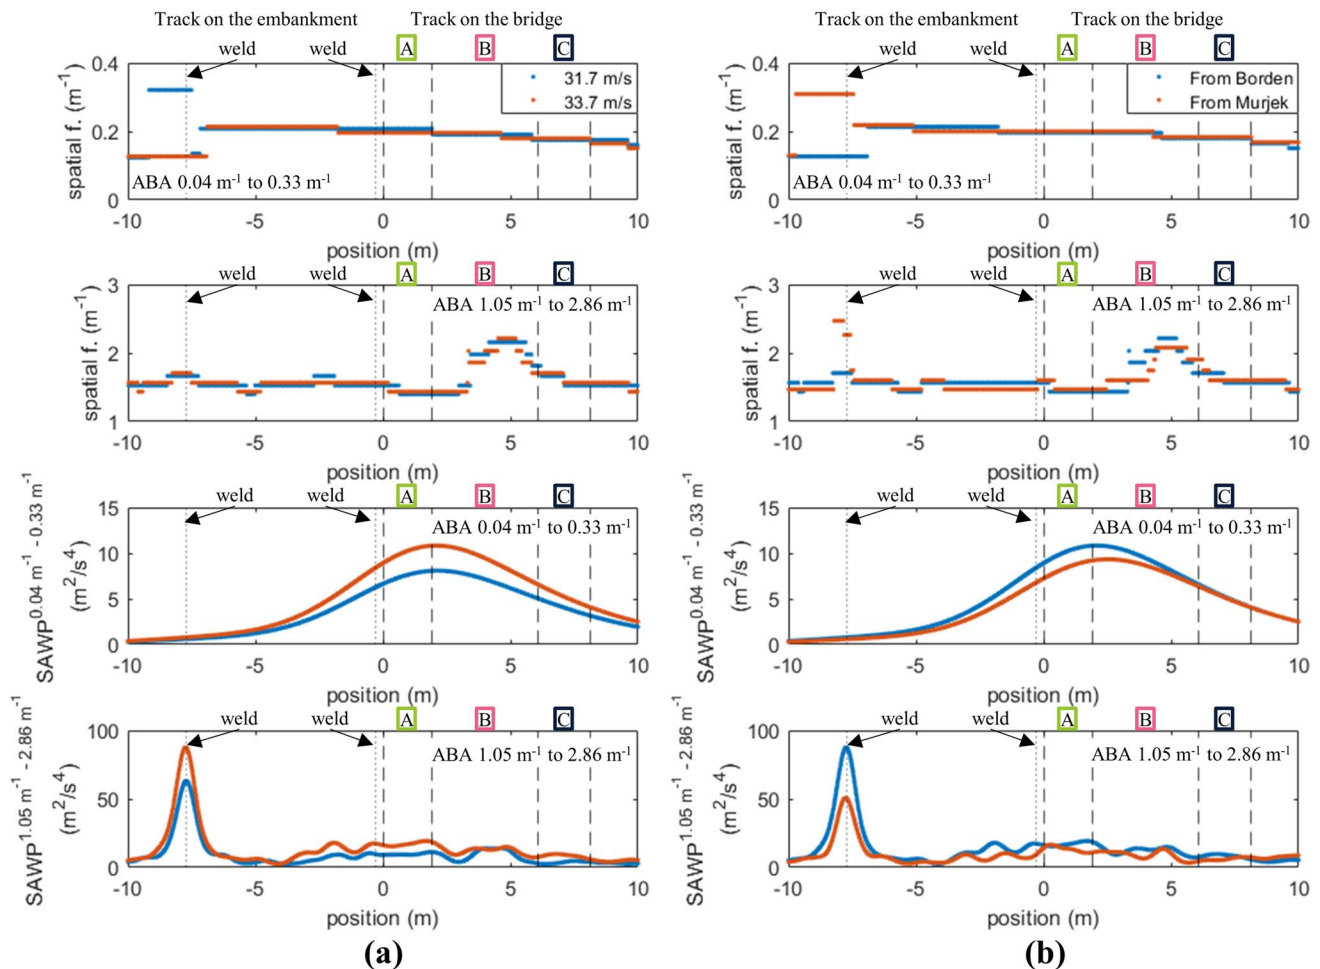 Track on the embankment
Track on the bridge
weld
weld
A
B
C
spatial f. (m⁻¹)
0.4
0.2
0
31.7 m/s
33.7 m/s
ABA 0.04 m⁻¹ to 0.33 m⁻¹
-10 -5 0 5 10
position (m)
weld
weld
A
B
C
spatial f. (m⁻¹)
3
2
1
ABA 1.05 m⁻¹ to 2.86 m⁻¹
-10 -5 0 5 10
position (m)
weld
weld
A
B
C
SAWP^0.04 m⁻¹ - 0.33 m⁻¹
(m²/s⁴)
15
10
5
0
ABA 0.04 m⁻¹ to 0.33 m⁻¹
-10 -5 0 5 10
position (m)
weld
weld
A
B
C
SAWP^1.05 m⁻¹ - 2.86 m⁻¹
(m²/s⁴)
100
50
0
ABA 1.05 m⁻¹ to 2.86 m⁻¹
-10 -5 0 5 10
position (m)
(a)
Track on the embankment
Track on the bridge
weld
weld
A
B
C
spatial f. (m⁻¹)
0.4
0.2
0
From Borden
From Murjek
ABA 0.04 m⁻¹ to 0.33 m⁻¹
-10 -5 0 5 10
position (m)
weld
weld
A
B
C
spatial f. (m⁻¹)
3
2
1
ABA 1.05 m⁻¹ to 2.86 m⁻¹
-10 -5 0 5 10
position (m)
weld
weld
A
B
C
SAWP^0.04 m⁻¹ - 0.33 m⁻¹
(m²/s⁴)
15
10
5
0
ABA 0.04 m⁻¹ to 0.33 m⁻¹
-10 -5 0 5 10
position (m)
weld
weld
A
B
C
SAWP^1.05 m⁻¹ - 2.86 m⁻¹
(m²/s⁴)
100
50
0
ABA 1.05 m⁻¹ to 2.86 m⁻¹
-10 -5 0 5 10
position (m)
(b)